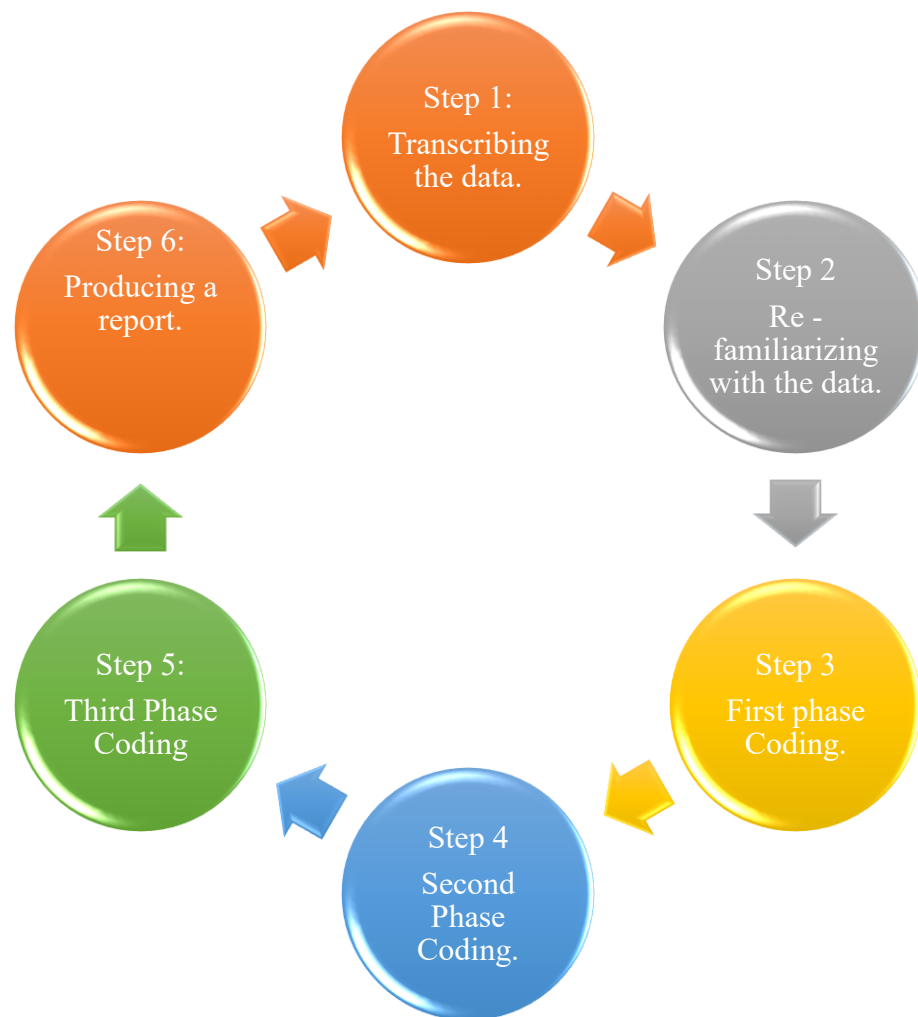 Step 1:
Transcribing
the data.
Step 2
Re -
familiarizing
with the data.
Step 3
First phase
Coding.
Step 4
Second
Phase
Coding.
Step 5:
Third Phase
Coding
Step 6:
Producing a
report.